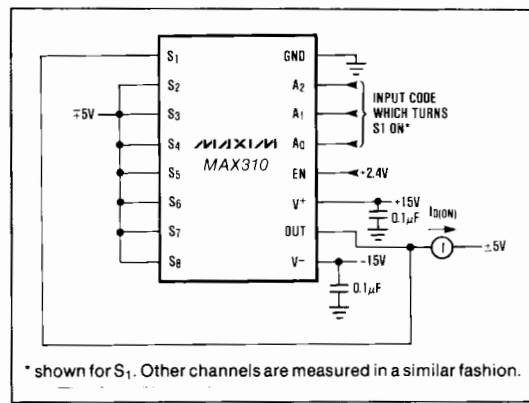 S1 GND
S2 A2
S3 A1
S4 A0
S5 EN
S6 V+
S7 OUT
S8 V−
∓5V
MAXIM
MAX310
INPUT CODE
WHICH TURNS
S1 ON*
+2.4V
+15V
0.1µF
ID(ON)
I
±5V
-15V
0.1µF
* shown for S1. Other channels are measured in a similar fashion.